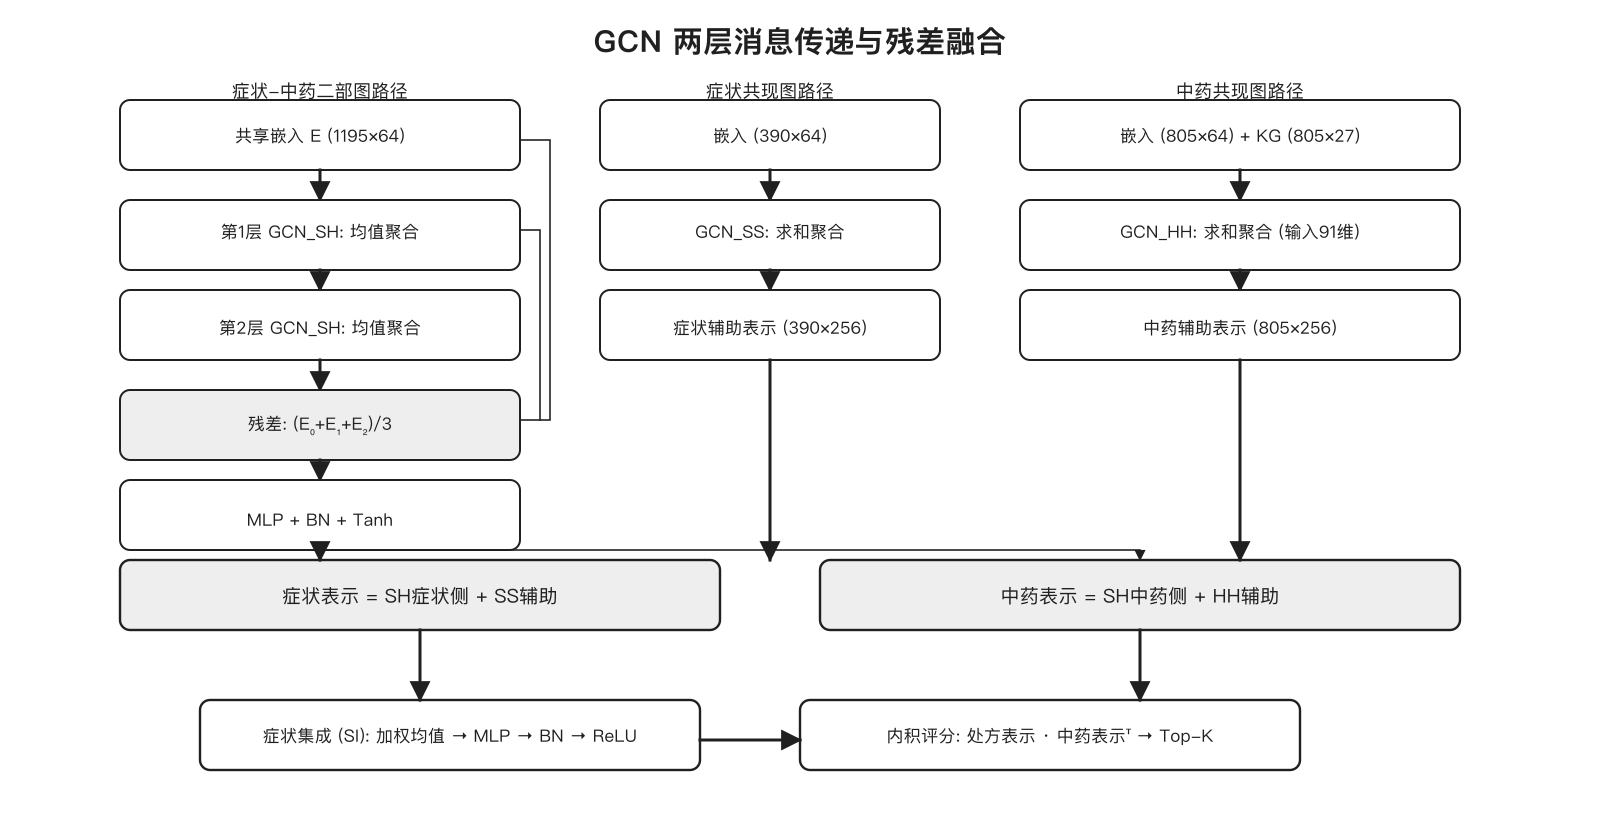 GCN 两层消息传递与残差融合
症状-中药二部图路径
症状共现图路径
中药共现图路径
共享嵌入 E (1195×64)
嵌入 (390×64)
嵌入 (805×64) + KG (805×27)
第1层 GCN_SH: 均值聚合
GCN_SS: 求和聚合
GCN_HH: 求和聚合 (输入91维)
第2层 GCN_SH: 均值聚合
症状辅助表示 (390×256)
中药辅助表示 (805×256)
残差: (E₀+E₁+E₂)/3
MLP + BN + Tanh
症状表示 = SH症状侧 + SS辅助
中药表示 = SH中药侧 + HH辅助
症状集成 (SI): 加权均值 → MLP → BN → ReLU
内积评分: 处方表示 · 中药表示ᵀ → Top-K